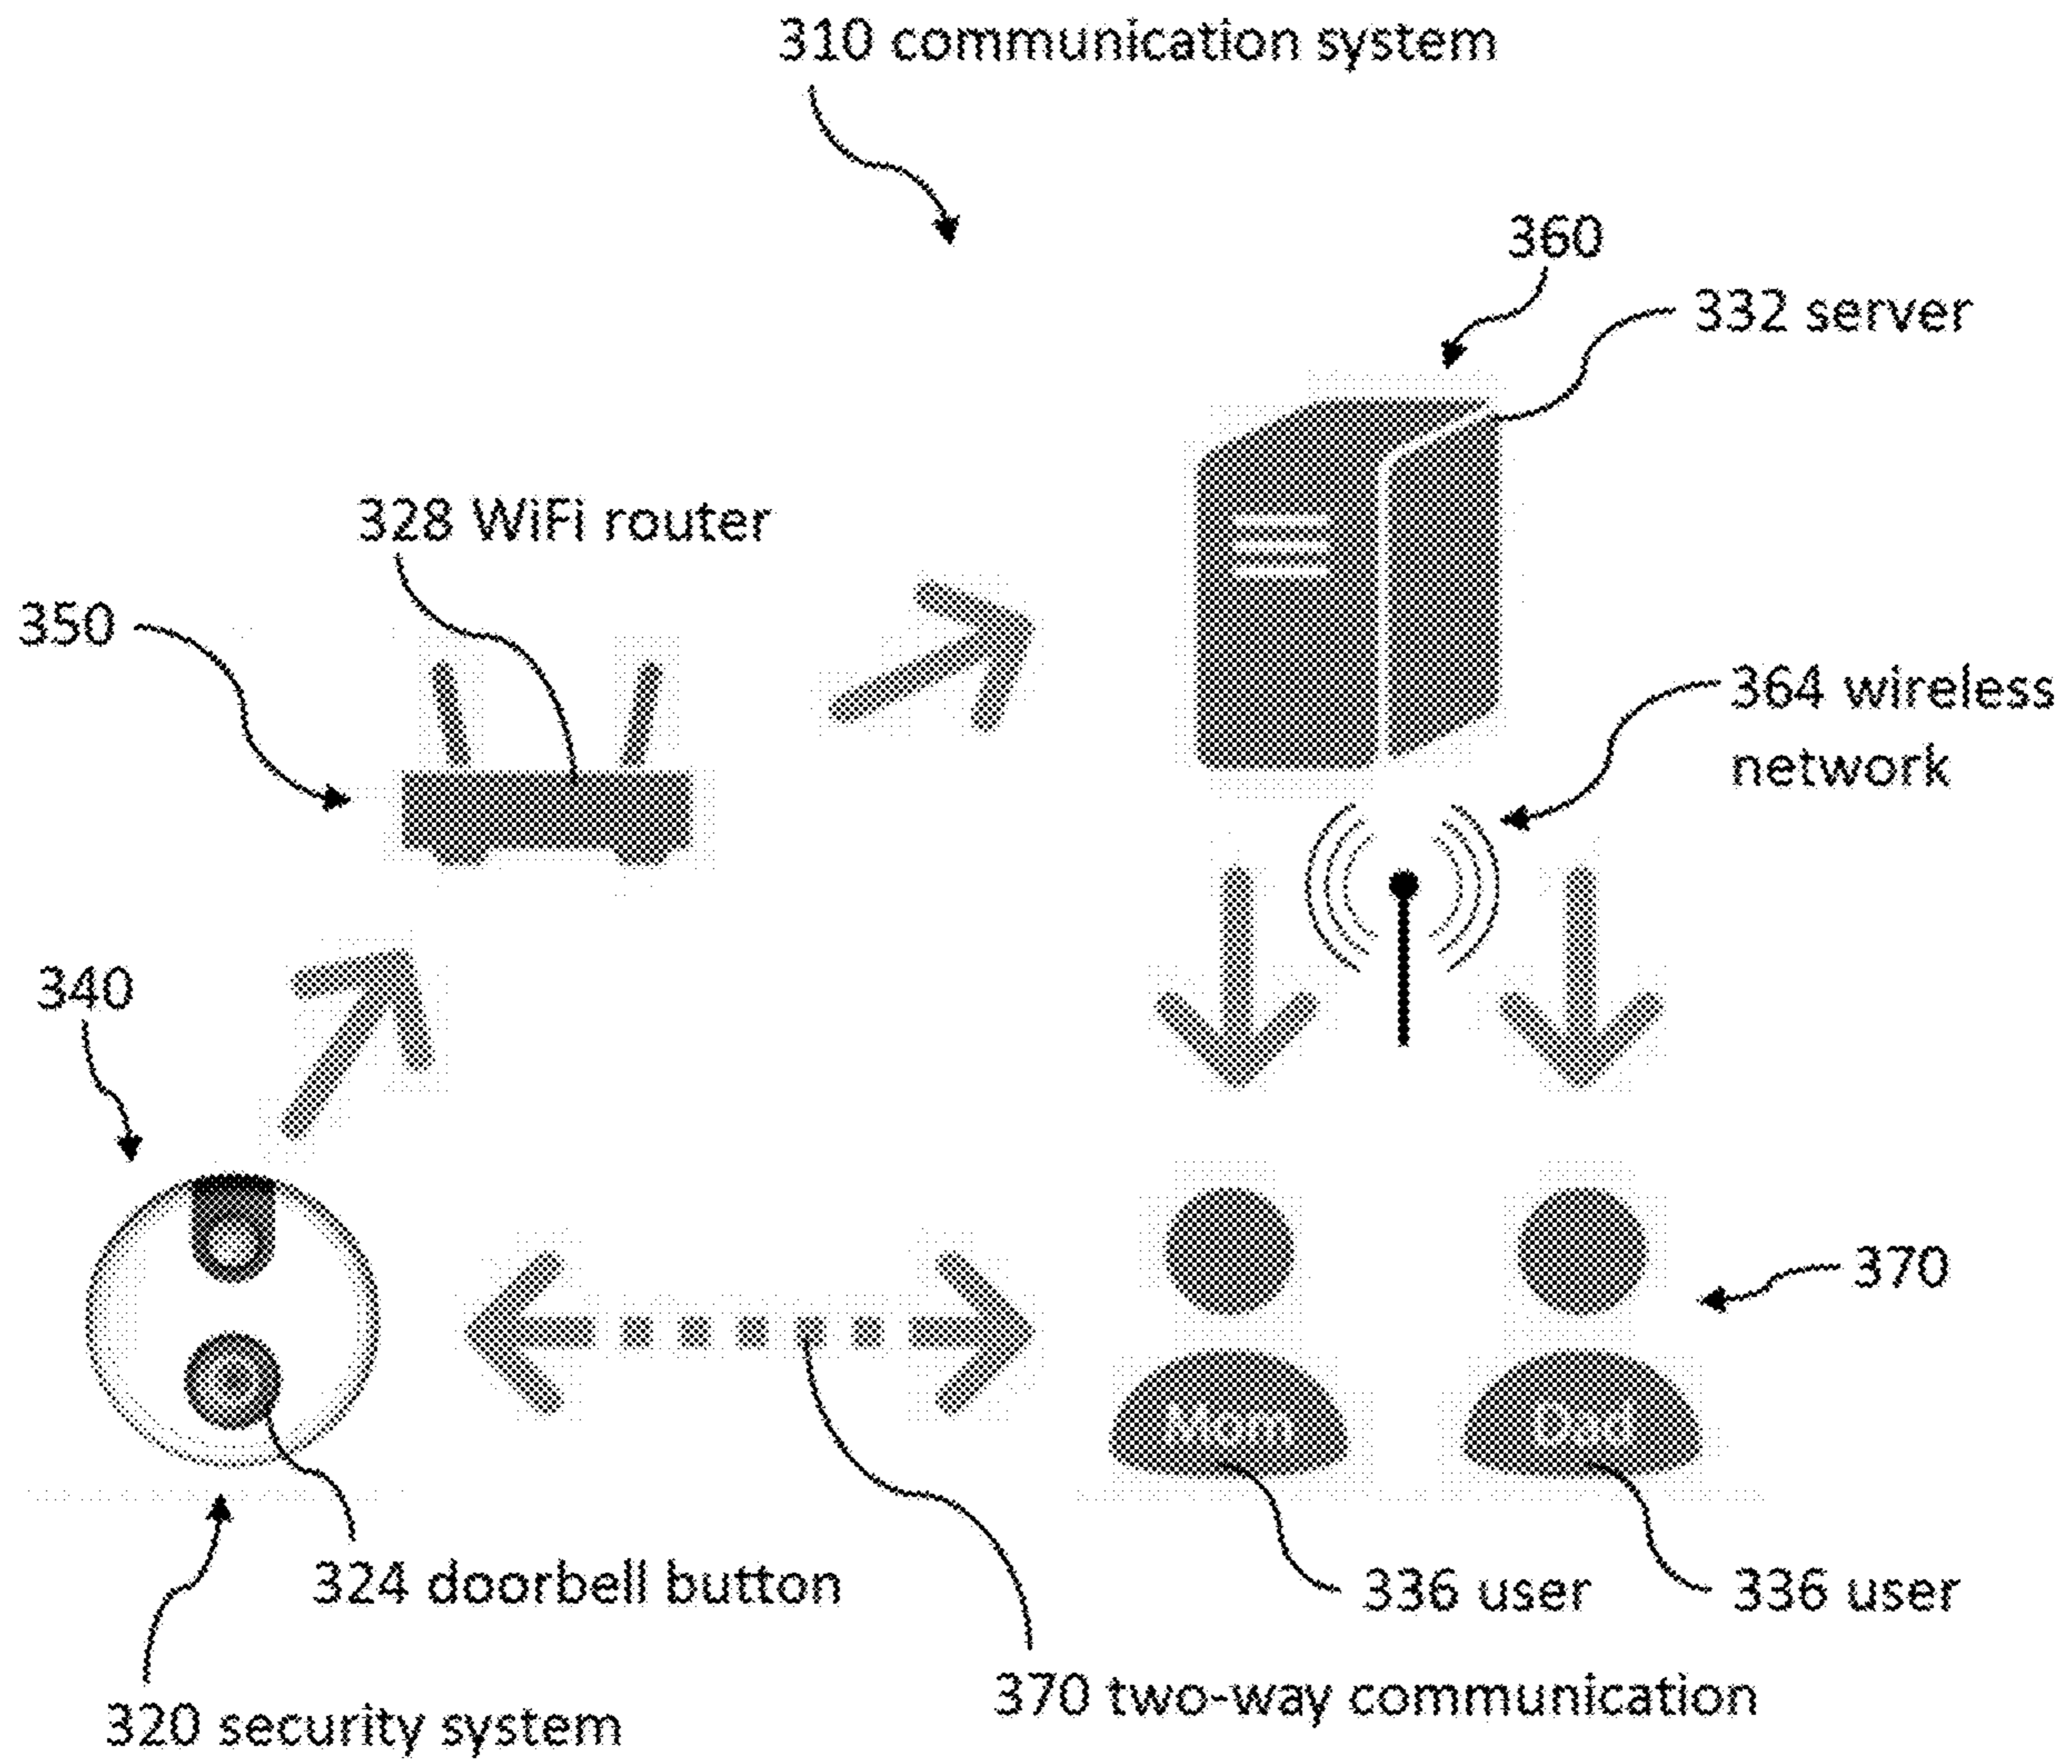 310 communication system
360
332 server
328 WiFi router
350
364 wireless
network
340
370
Mom
Dad
324 doorbell button
336 user
336 user
320 security system
370 two-way communication